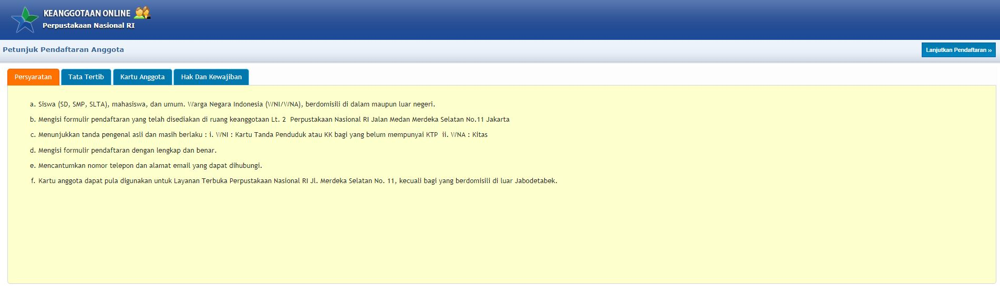 KEANGGOTAAN ONLINE
Perpustakaan Nasional RI
Petunjuk Pendaftaran Anggota
Lanjutkan Pendaftaran »
Persyaratan
Tata Tertib
Kartu Anggota
Hak Dan Kewajiban
a. Siswa (SD, SMP, SLTA), mahasiswa, dan umum. Warga Negara Indonesia (WNI/WNA), berdomisili di dalam maupun luar negeri.
b. Mengisi formulir pendaftaran yang telah disediakan di ruang keanggotaan Lt. 2 Perpustakaan Nasional RI Jalan Medan Merdeka Selatan No.11 Jakarta
c. Menunjukkan tanda pengenal asli dan masih berlaku : i. WNI : Kartu Tanda Penduduk atau KK bagi yang belum mempunyai KTP ii. WNA : Kitas
d. Mengisi formulir pendaftaran dengan lengkap dan benar.
e. Mencantumkan nomor telepon dan alamat email yang dapat dihubungi.
f. Kartu anggota dapat pula digunakan untuk Layanan Terbuka Perpustakaan Nasional RI Jl. Merdeka Selatan No. 11, kecuali bagi yang berdomisili di luar Jabodetabek.